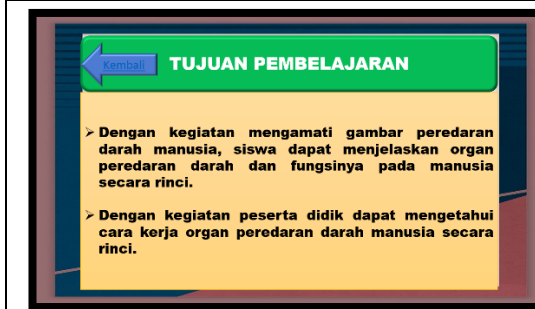 Kembali
TUJUAN PEMBELAJARAN
➢ Dengan kegiatan mengamati gambar peredaran
darah manusia, siswa dapat menjelaskan organ
peredaran darah dan fungsinya pada manusia
secara rinci.
➢ Dengan kegiatan peserta didik dapat mengetahui
cara kerja organ peredaran darah manusia secara
rinci.